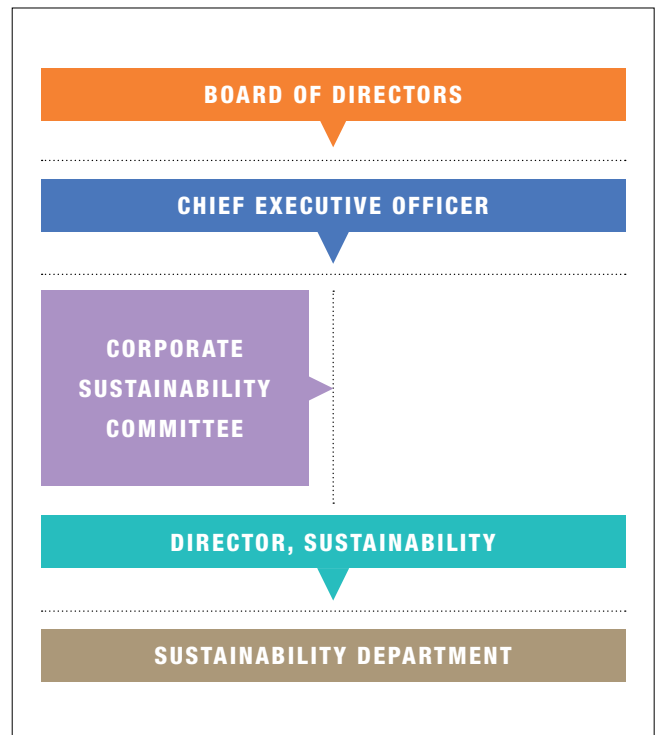 BOARD OF DIRECTORS
CHIEF EXECUTIVE OFFICER
CORPORATE
SUSTAINABILITY
COMMITTEE
DIRECTOR, SUSTAINABILITY
SUSTAINABILITY DEPARTMENT